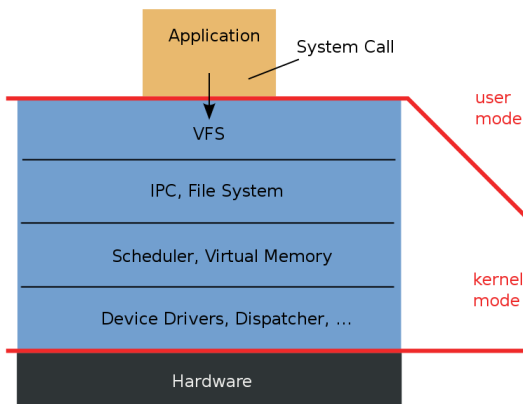 Application
System Call
user
mode
VFS
IPC, File System
Scheduler, Virtual Memory
kernel
mode
Device Drivers, Dispatcher, ...
Hardware